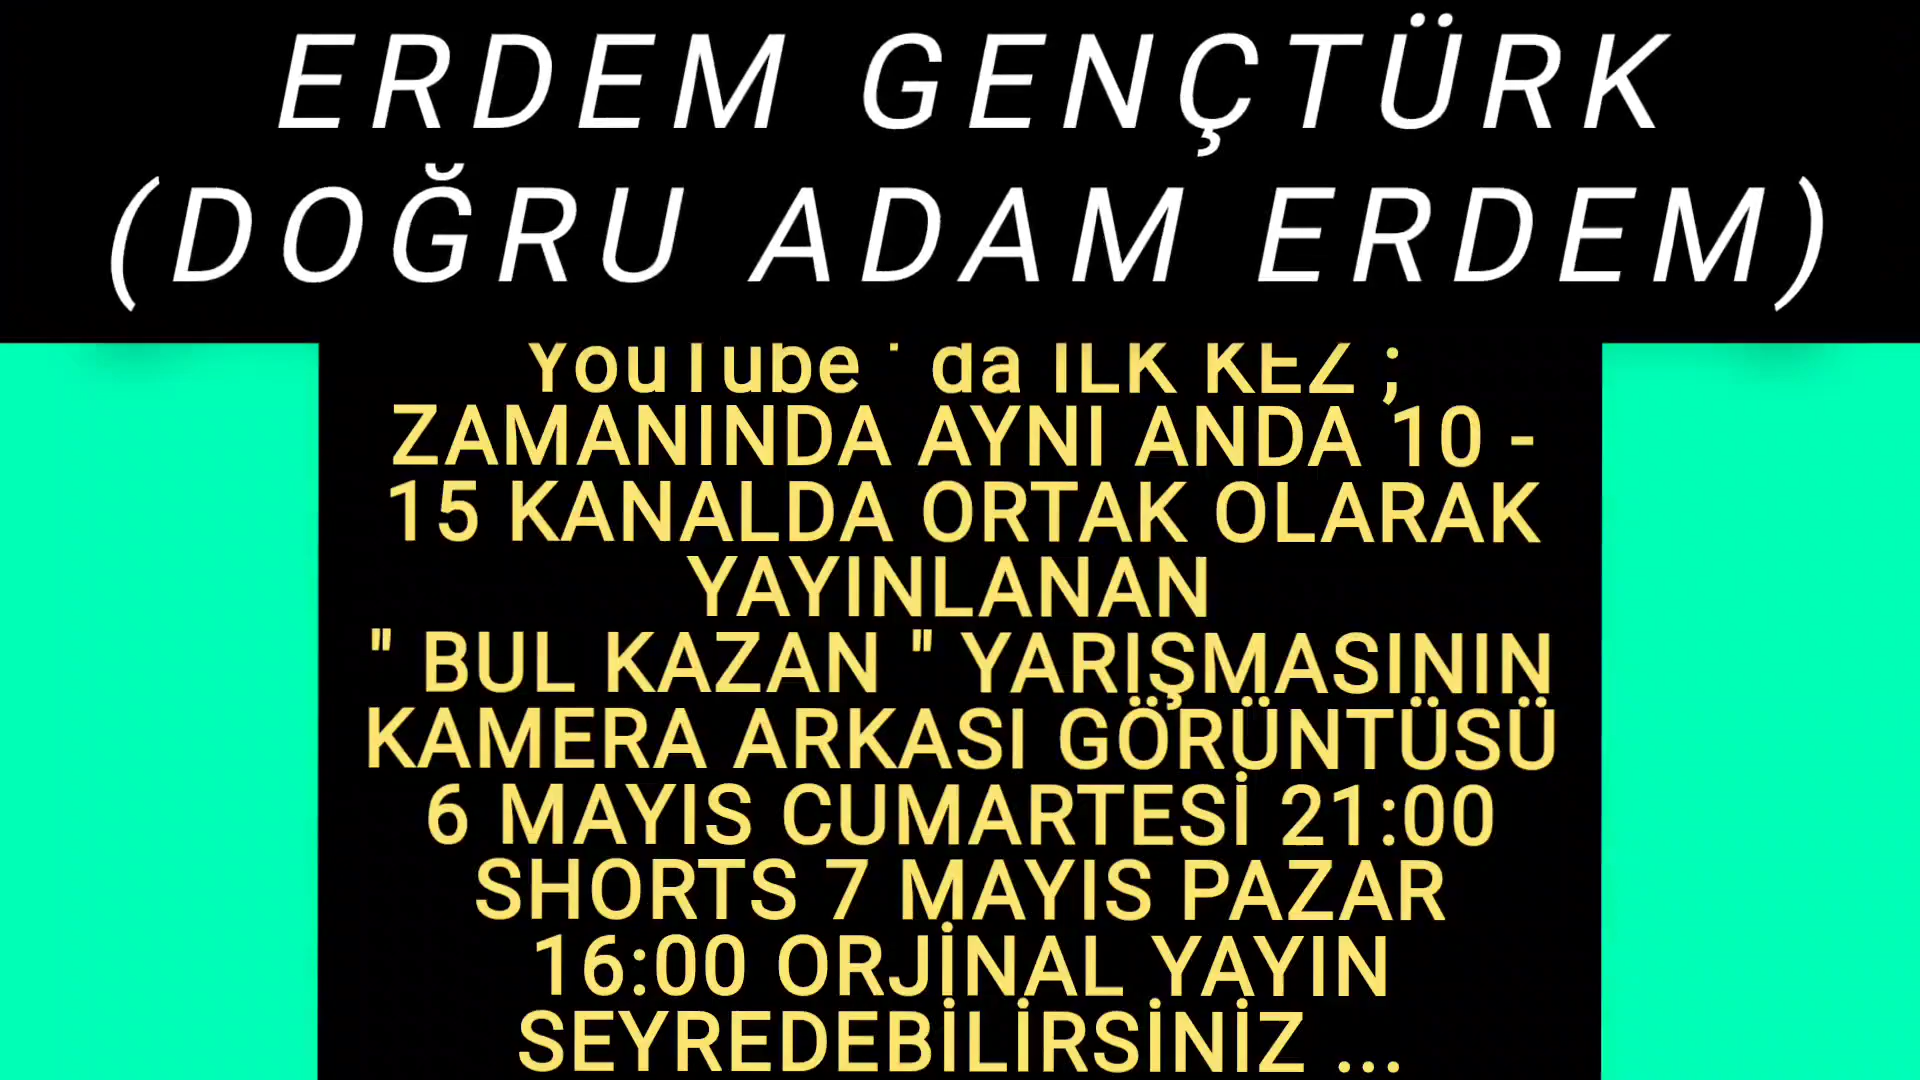 ERDEM GENÇTÜRK
(DOĞRU ADAM ERDEM)
YouTube ' da İLK KEZ ;
ZAMANINDA AYNI ANDA 10 -
15 KANALDA ORTAK OLARAK
YAYINLANAN
" BUL KAZAN " YARIŞMASININ
KAMERA ARKASI GÖRÜNTÜSÜ
6 MAYIS CUMARTESİ 21:00
SHORTS 7 MAYIS PAZAR
16:00 ORJİNAL YAYIN
SEYREDEBİLİRSİNİZ ...